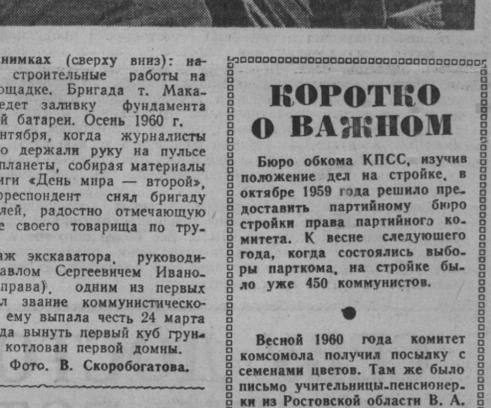 нимках (сверху вниз): на-
строительные работы на
ощадке. Бригада т. Мака-
едет заливку фундамента
й батареи. Осень 1960 г.
ентября, когда журналисты
о держали руку на пульсе
планеты, собирая материалы
иги «День мира — второй»,
рреспондент снял бригаду
лей, радостно отмечающую
е своего товарища по тру-
аж экскаватора, руководи-
авлом Сергеевичем Ивано-
права), одним из первых
л звание коммунистическо-
ему выпала честь 24 марта
да вынуть первый куб грун-
котлован первой домны.
Фото. В. Скоробогатова.
КОРОТКО
О ВАЖНОМ
Бюро обкома КПСС, изучив
положение дел на стройке, в
октябре 1959 года решило пре-
доставить партийному бюро
стройки права партийного ко-
митета. К весне следующего
года, когда состоялись выбо-
ры парткома, на стройке бы-
ло уже 450 коммунистов.
Весной 1960 года комитет
комсомола получил посылку с
семенами цветов. Там же было
письмо учительницы-пенсионер-
ки из Ростовской области В. А.